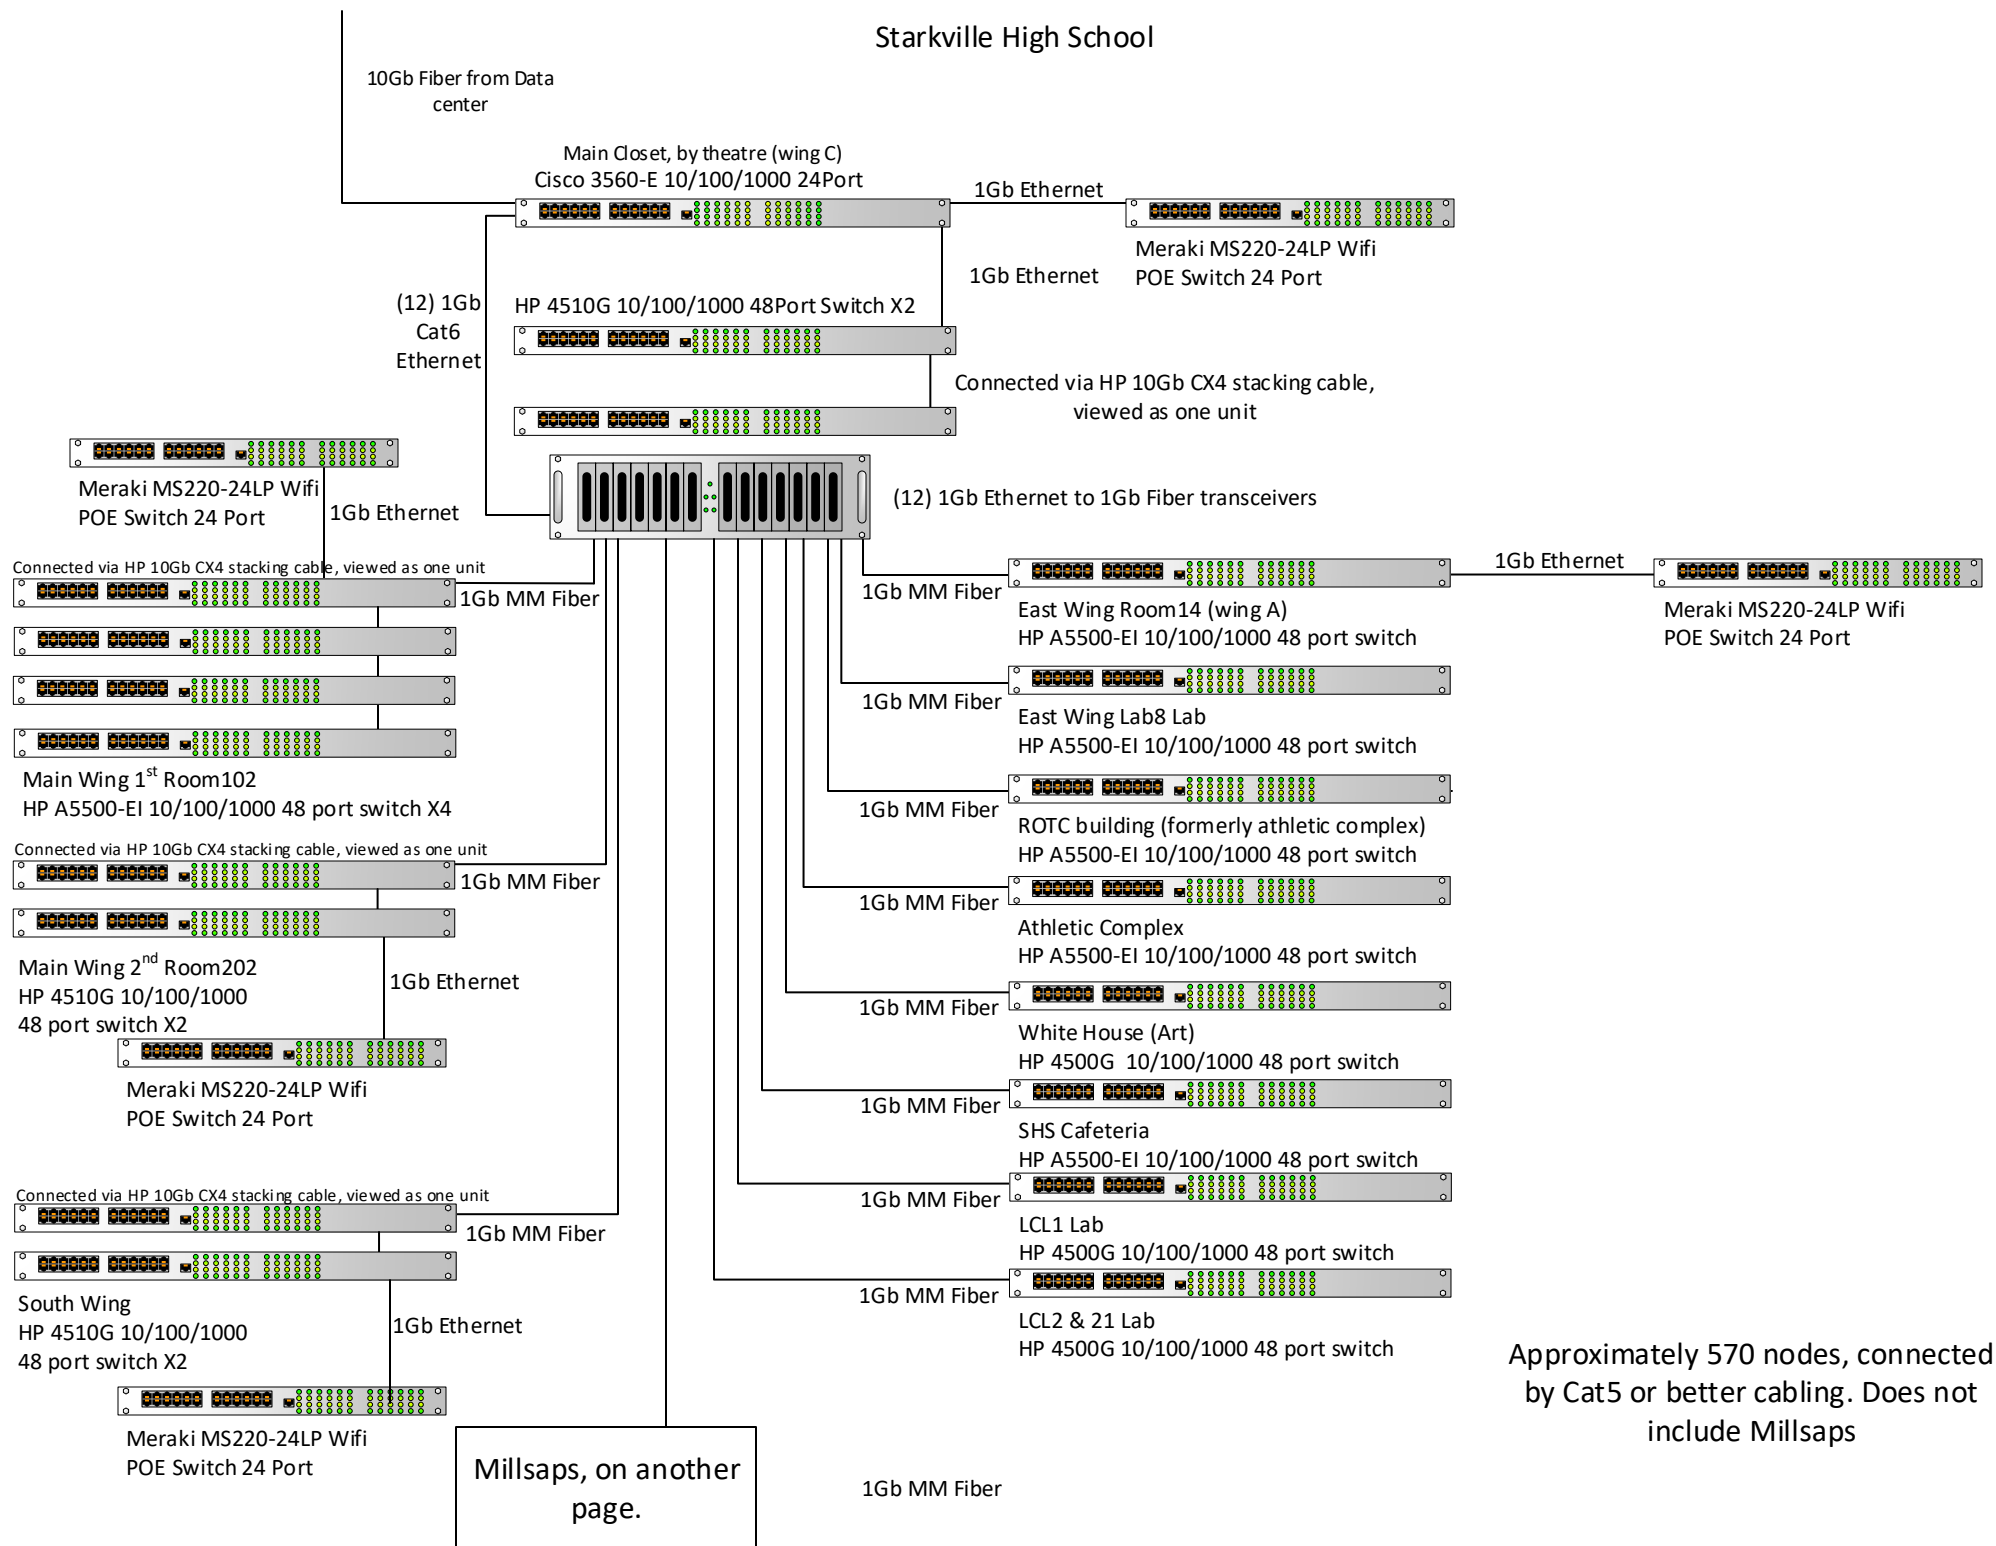 Starkville High School
10Gb Fiber from Data
center
Main Closet, by theatre (wing C)
Cisco 3560-E 10/100/1000 24Port
1Gb Ethernet
Meraki MS220-24LP Wifi
POE Switch 24 Port
1Gb Ethernet
(12) 1Gb
Cat6
Ethernet
HP 4510G 10/100/1000 48Port Switch X2
Connected via HP 10Gb CX4 stacking cable,
viewed as one unit
(12) 1Gb Ethernet to 1Gb Fiber transceivers
Meraki MS220-24LP Wifi
POE Switch 24 Port
1Gb Ethernet
Connected via HP 10Gb CX4 stacking cable, viewed as one unit
1Gb MM Fiber
Main Wing 1st Room102
HP A5500-EI 10/100/1000 48 port switch X4
Connected via HP 10Gb CX4 stacking cable, viewed as one unit
1Gb MM Fiber
Main Wing 2nd Room202
HP 4510G 10/100/1000
48 port switch X2
1Gb Ethernet
Meraki MS220-24LP Wifi
POE Switch 24 Port
Connected via HP 10Gb CX4 stacking cable, viewed as one unit
1Gb MM Fiber
South Wing
HP 4510G 10/100/1000
48 port switch X2
1Gb Ethernet
Meraki MS220-24LP Wifi
POE Switch 24 Port
Millsaps, on another
page.
1Gb MM Fiber
1Gb MM Fiber
East Wing Room14 (wing A)
HP A5500-EI 10/100/1000 48 port switch
1Gb Ethernet
Meraki MS220-24LP Wifi
POE Switch 24 Port
1Gb MM Fiber
East Wing Lab8 Lab
HP A5500-EI 10/100/1000 48 port switch
1Gb MM Fiber
ROTC building (formerly athletic complex)
HP A5500-EI 10/100/1000 48 port switch
1Gb MM Fiber
Athletic Complex
HP A5500-EI 10/100/1000 48 port switch
1Gb MM Fiber
White House (Art)
HP 4500G 10/100/1000 48 port switch
1Gb MM Fiber
SHS Cafeteria
HP A5500-EI 10/100/1000 48 port switch
1Gb MM Fiber
LCL1 Lab
HP 4500G 10/100/1000 48 port switch
1Gb MM Fiber
LCL2 & 21 Lab
HP 4500G 10/100/1000 48 port switch
Approximately 570 nodes, connected
by Cat5 or better cabling. Does not
include Millsaps